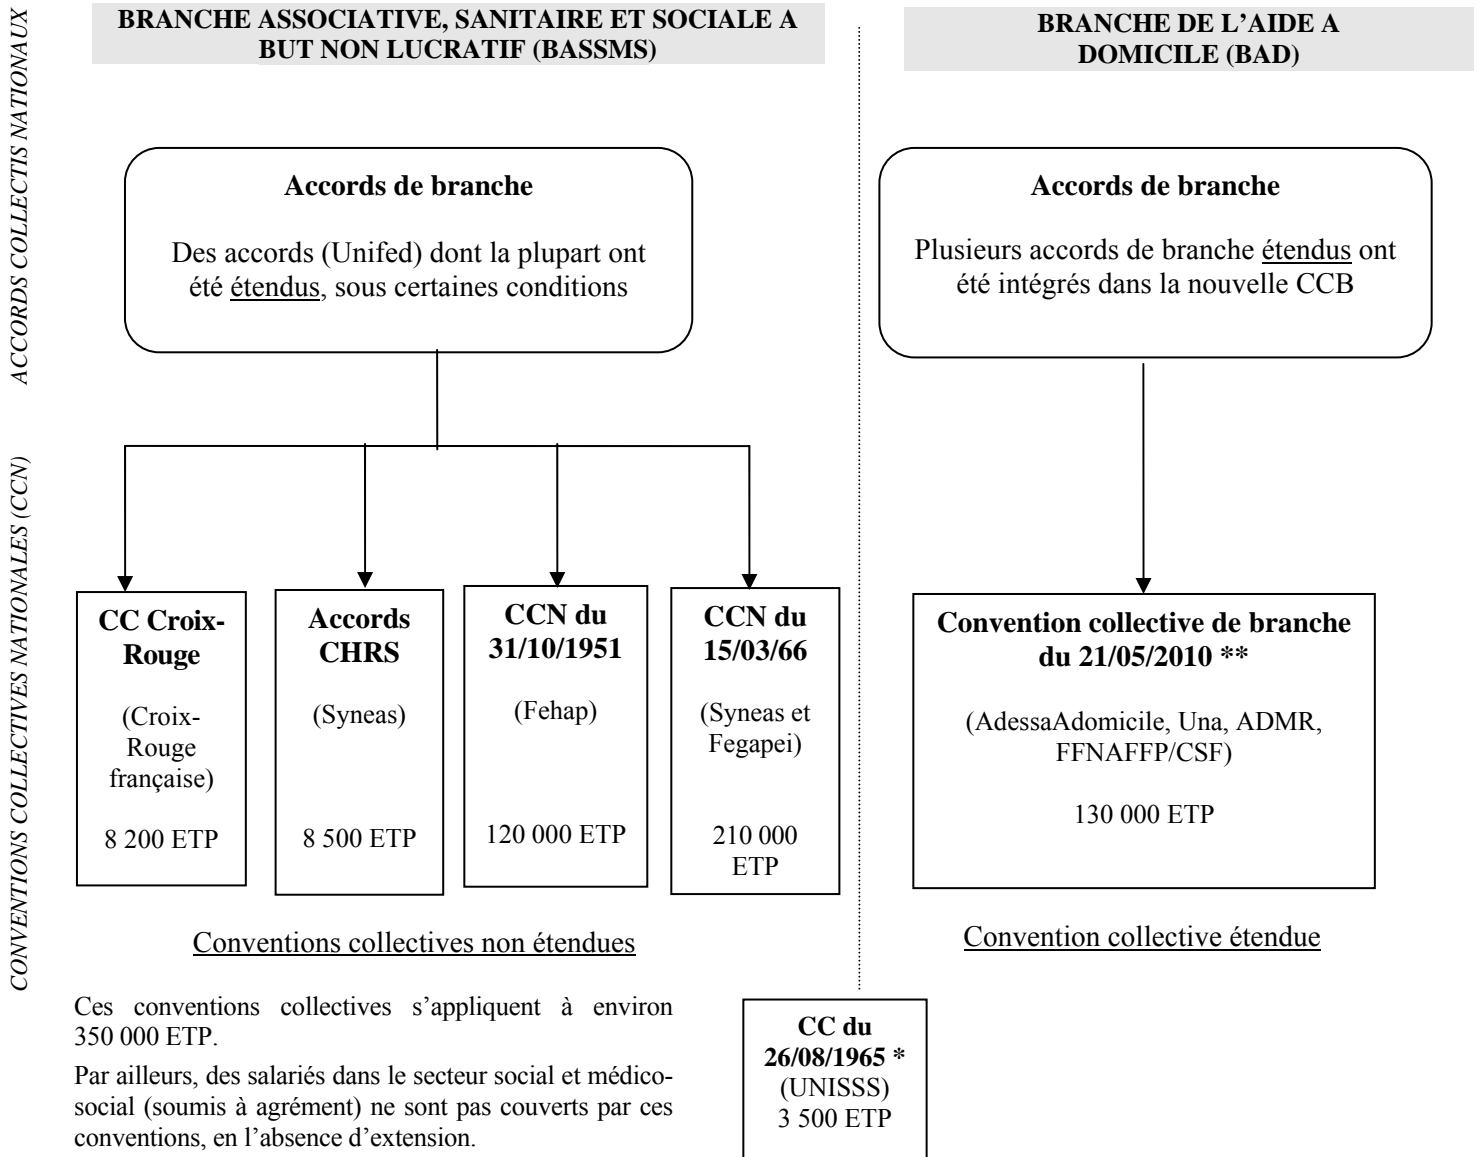 ACCORDS COLLECTIS NATIONAUX
BRANCHE ASSOCIATIVE, SANITAIRE ET SOCIALE A
BUT NON LUCRATIF (BASSMS)
BRANCHE DE L’AIDE A
DOMICILE (BAD)
Accords de branche
Des accords (Unifed) dont la plupart ont
été étendus, sous certaines conditions
Accords de branche
Plusieurs accords de branche étendus ont
été intégrés dans la nouvelle CCB
CONVENTIONS COLLECTIVES NATIONALES (CCN)
CC Croix-
Rouge
(Croix-
Rouge
française)
8 200 ETP
Accords
CHRS
(Syneas)
8 500 ETP
CCN du
31/10/1951
(Fehap)
120 000 ETP
CCN du
15/03/66
(Syneas et
Fegapei)
210 000
ETP
Convention collective de branche
du 21/05/2010 **
(AdessaAdomicile, Una, ADMR,
FFNAFFP/CSF)
130 000 ETP
Conventions collectives non étendues
Convention collective étendue
Ces conventions collectives s’appliquent à environ
350 000 ETP.
Par ailleurs, des salariés dans le secteur social et médico-
social (soumis à agrément) ne sont pas couverts par ces
conventions, en l’absence d’extension.
CC du
26/08/1965 *
(UNISSS)
3 500 ETP